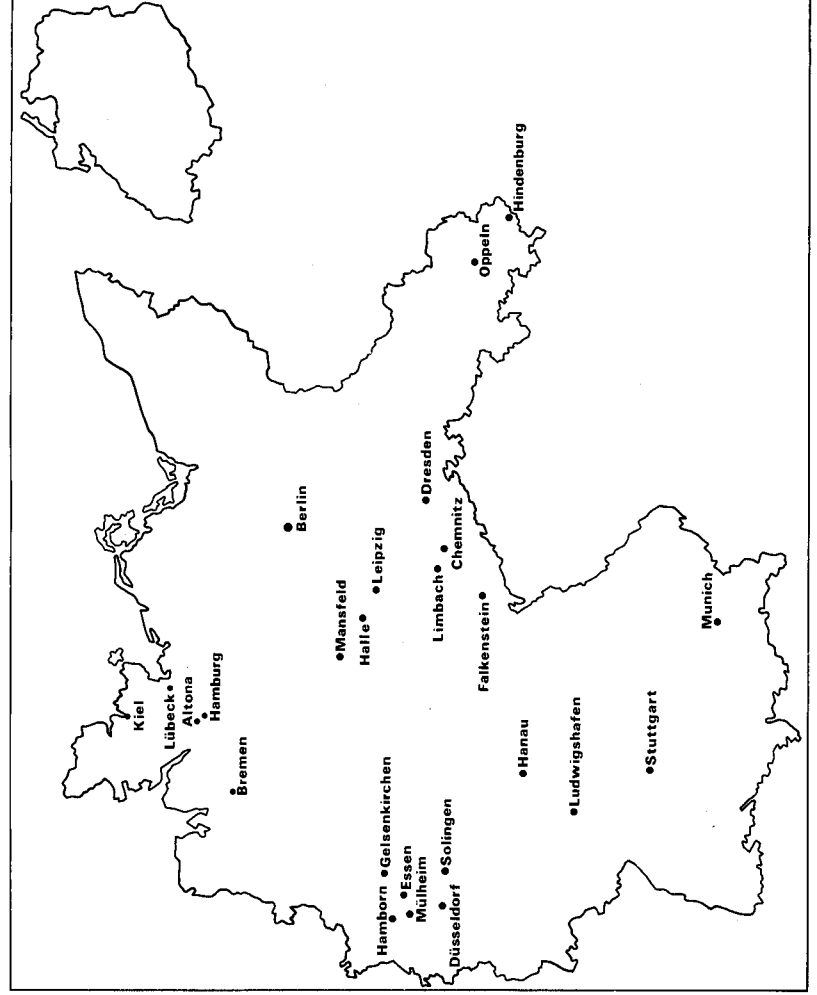 Kiel
Lübeck
Altona
Hamburg
Bremen
Berlin
Mansfeld
Halle
Leipzig
Hamborn
Gelsenkirchen
Essen
Mülheim
Düsseldorf
Solingen
Dresden
Limbach
Chemnitz
Falkenstein
Oppeln
Hindenburg
Hanau
Ludwigshafen
Stuttgart
Munich